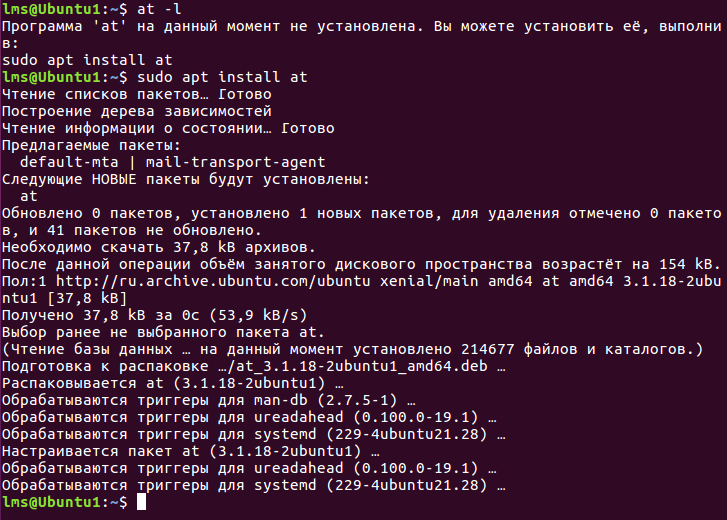 lms@Ubuntu1:~$ at -l
Программа 'at' на данный момент не установлена. Вы можете установить её, выполни
в:
sudo apt install at
lms@Ubuntu1:~$ sudo apt install at
Чтение списков пакетов… Готово
Построение дерева зависимостей
Чтение информации о состоянии… Готово
Предлагаемые пакеты:
  default-mta | mail-transport-agent
Следующие НОВЫЕ пакеты будут установлены:
  at
Обновлено 0 пакетов, установлено 1 новых пакетов, для удаления отмечено 0 пакето
в, и 41 пакетов не обновлено.
Необходимо скачать 37,8 kB архивов.
После данной операции объём занятого дискового пространства возрастёт на 154 kB.
Пол:1 http://ru.archive.ubuntu.com/ubuntu xenial/main amd64 at amd64 3.1.18-2ubu
ntu1 [37,8 kB]
Получено 37,8 kB за 0с (53,9 kB/s)
Выбор ранее не выбранного пакета at.
(Чтение базы данных … на данный момент установлено 214677 файлов и каталогов.)
Подготовка к распаковке …/at_3.1.18-2ubuntu1_amd64.deb …
Распаковывается at (3.1.18-2ubuntu1) …
Обрабатываются триггеры для man-db (2.7.5-1) …
Обрабатываются триггеры для ureadahead (0.100.0-19.1) …
Обрабатываются триггеры для systemd (229-4ubuntu21.28) …
Настраивается пакет at (3.1.18-2ubuntu1) …
Обрабатываются триггеры для ureadahead (0.100.0-19.1) …
Обрабатываются триггеры для systemd (229-4ubuntu21.28) …
lms@Ubuntu1:~$